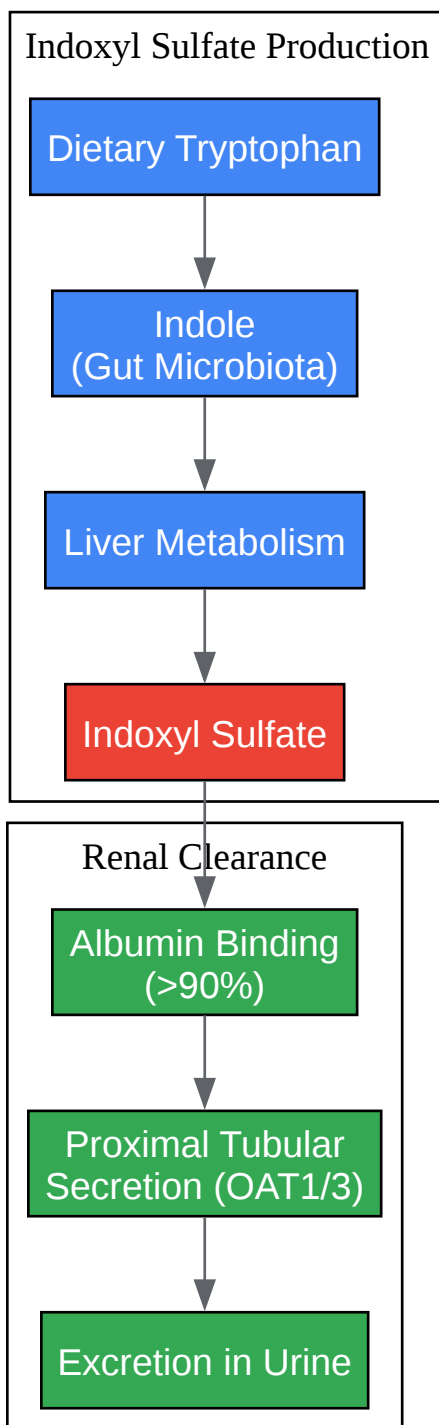 Indoxyl Sulfate Production
Dietary Tryptophan
Indole
(Gut Microbiota)
Liver Metabolism
Indoxyl Sulfate
Renal Clearance
Albumin Binding
(>90%)
Proximal Tubular
Secretion (OAT1/3)
Excretion in Urine